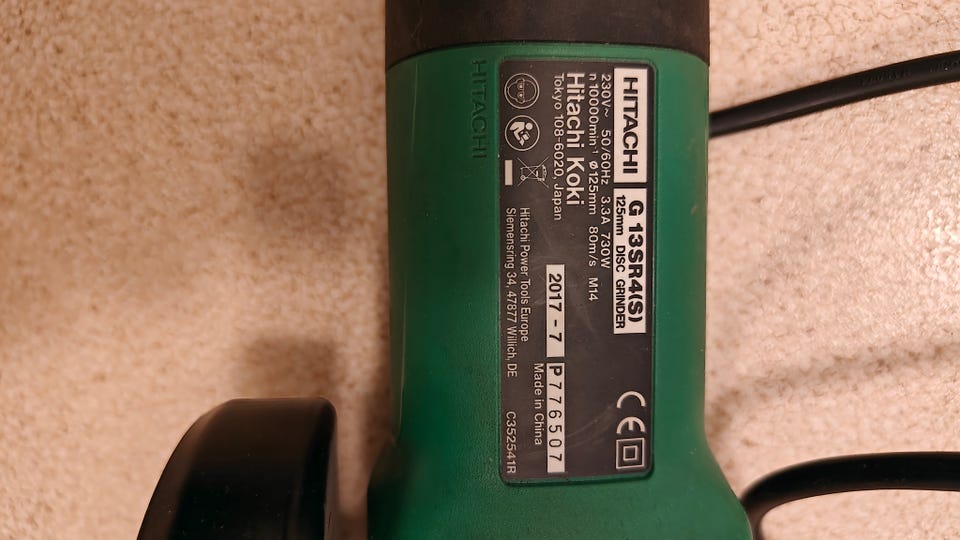 HITACHI
HITACHI
G 13SR4(S)
125mm DISC GRINDER
230V~ 50/60Hz 3.3A 730W
n 10000min⁻¹ Ø125mm 80m/s M14
Hitachi Koki
Tokyo 108-6020, Japan
2017 - 7
P776507
Made in China
Hitachi Power Tools Europe
Siemensring 34, 47877 Willich, DE
C352541R
CE